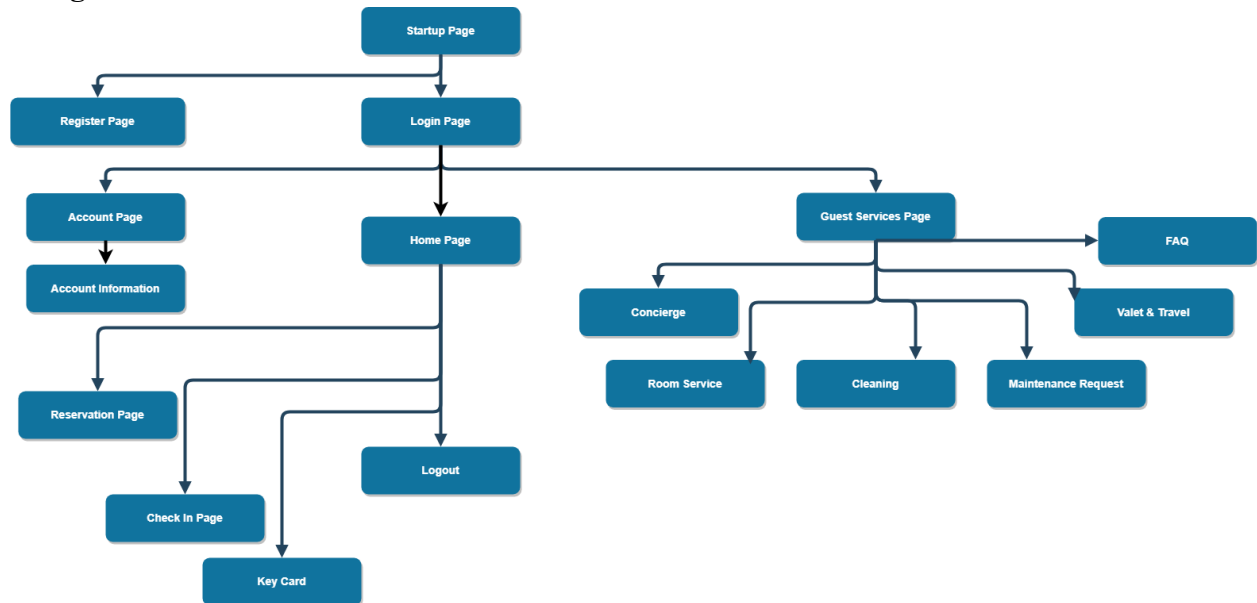 Startup Page
Register Page
Login Page
Account Page
Guest Services Page
Home Page
FAQ
Account Information
Concierge
Valet & Travel
Room Service
Cleaning
Maintenance Request
Reservation Page
Logout
Check In Page
Key Card